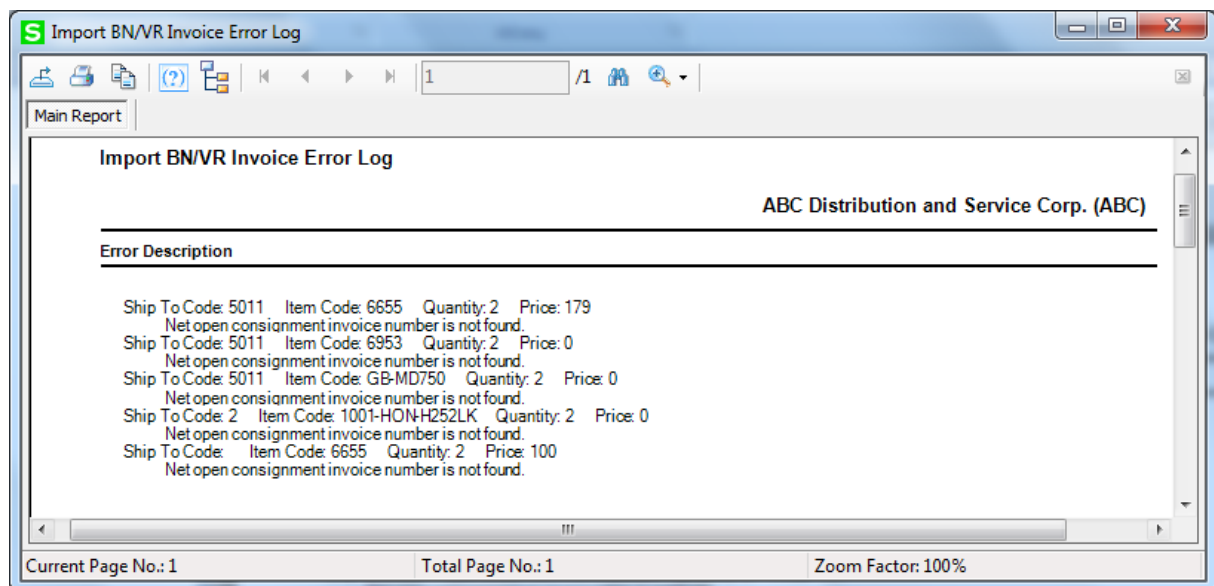 S Import BN/VR Invoice Error Log
(?) 1 /1
Main Report
Import BN/VR Invoice Error Log
ABC Distribution and Service Corp. (ABC)
Error Description
Ship To Code: 5011 Item Code: 6655 Quantity: 2 Price: 179
Net open consignment invoice number is not found.
Ship To Code: 5011 Item Code: 6953 Quantity: 2 Price: 0
Net open consignment invoice number is not found.
Ship To Code: 5011 Item Code: GB-MD750 Quantity: 2 Price: 0
Net open consignment invoice number is not found.
Ship To Code: 2 Item Code: 1001-HON-H252LK Quantity: 2 Price: 0
Net open consignment invoice number is not found.
Ship To Code: Item Code: 6655 Quantity: 2 Price: 100
Net open consignment invoice number is not found.
Current Page No.: 1 Total Page No.: 1 Zoom Factor: 100%